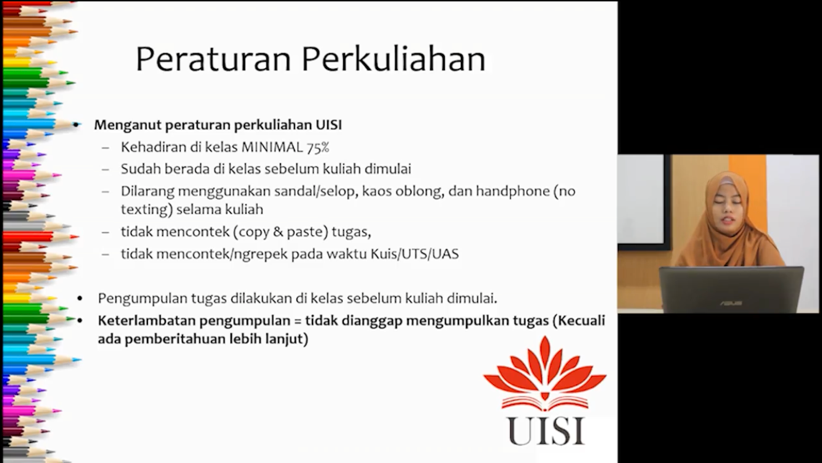 Peraturan Perkuliahan
• Menganut peraturan perkuliahan UISI
– Kehadiran di kelas MINIMAL 75%
– Sudah berada di kelas sebelum kuliah dimulai
– Dilarang menggunakan sandal/selop, kaos oblong, dan handphone (no
texting) selama kuliah
– tidak mencontek (copy & paste) tugas,
– tidak mencontek/ngrepek pada waktu Kuis/UTS/UAS
• Pengumpulan tugas dilakukan di kelas sebelum kuliah dimulai.
• Keterlambatan pengumpulan = tidak dianggap mengumpulkan tugas (Kecuali
ada pemberitahuan lebih lanjut)
UISI
ASUS